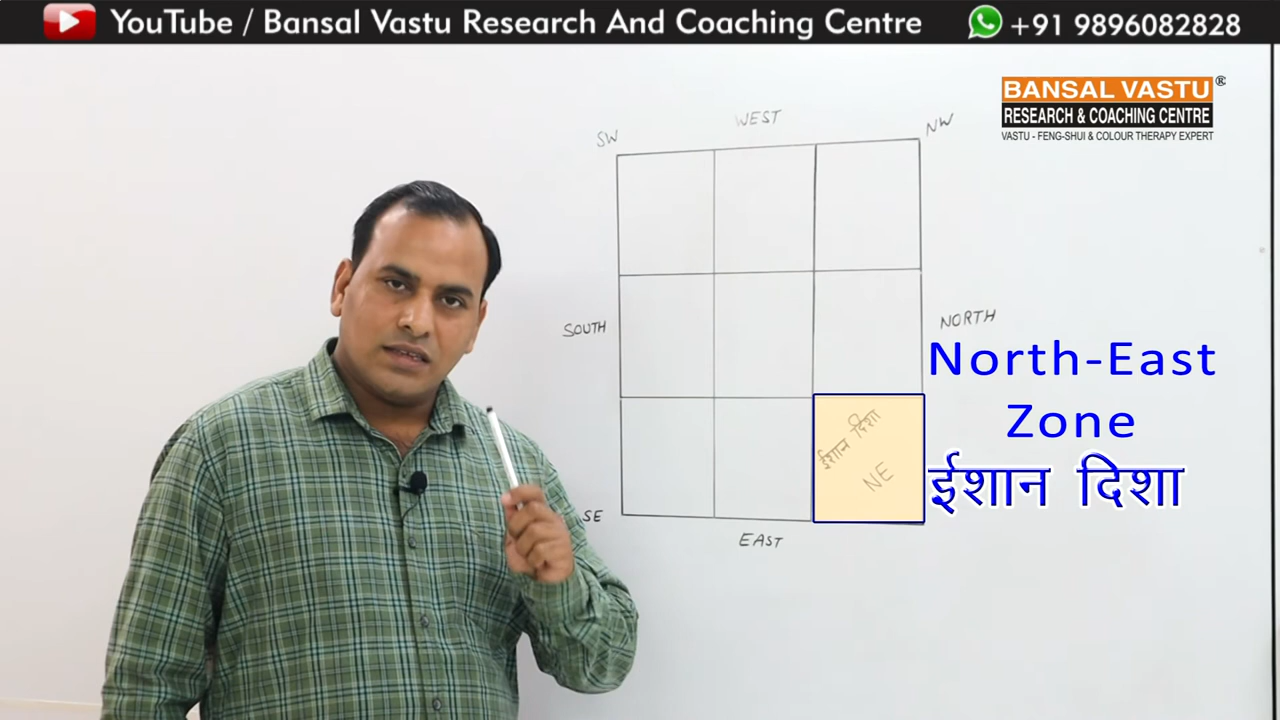 YouTube / Bansal Vastu Research And Coaching Centre +91 9896082828
BANSAL VASTU®
RESEARCH & COACHING CENTRE
VASTU - FENG-SHUI & COLOUR THERAPY EXPERT
SW WEST NW
SOUTH NORTH
North-East
Zone
ईशान दिशा
ईशान दिशा
NE
SE EAST